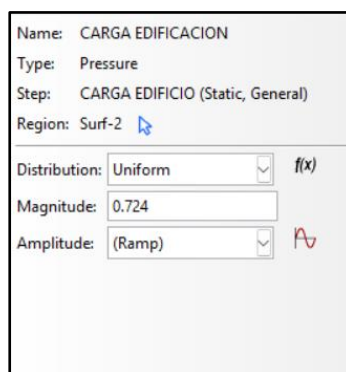 Name: CARGA EDIFICACION
Type: Pressure
Step: CARGA EDIFICIO (Static, General)
Region: Surf-2
Distribution: Uniform f(x)
Magnitude: 0.724
Amplitude: (Ramp)